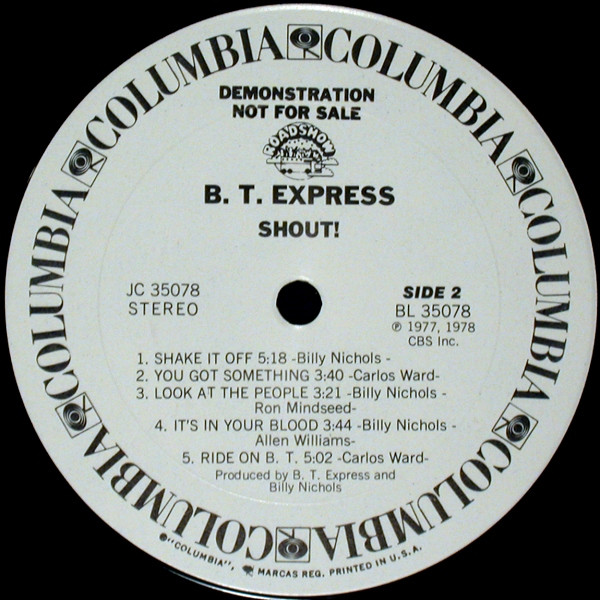 COLUMBIA COLUMBIA COLUMBIA COLUMBIA COLUMBIA COLUMBIA COLUMBIA
DEMONSTRATION
NOT FOR SALE
ROADSHOW
B. T. EXPRESS
SHOUT!
JC 35078
STEREO
SIDE 2
BL 35078
℗ 1977, 1978
CBS Inc.
1. SHAKE IT OFF 5:18 -Billy Nichols -
2. YOU GOT SOMETHING 3:40 -Carlos Ward-
3. LOOK AT THE PEOPLE 3:21 -Billy Nichols -
Ron Mindseed-
4. IT'S IN YOUR BLOOD 3:44 -Billy Nichols -
Allen Williams-
5. RIDE ON B. T. 5:02 -Carlos Ward-
Produced by B. T. Express and
Billy Nichols
"COLUMBIA", MARCAS REG. PRINTED IN U.S.A.